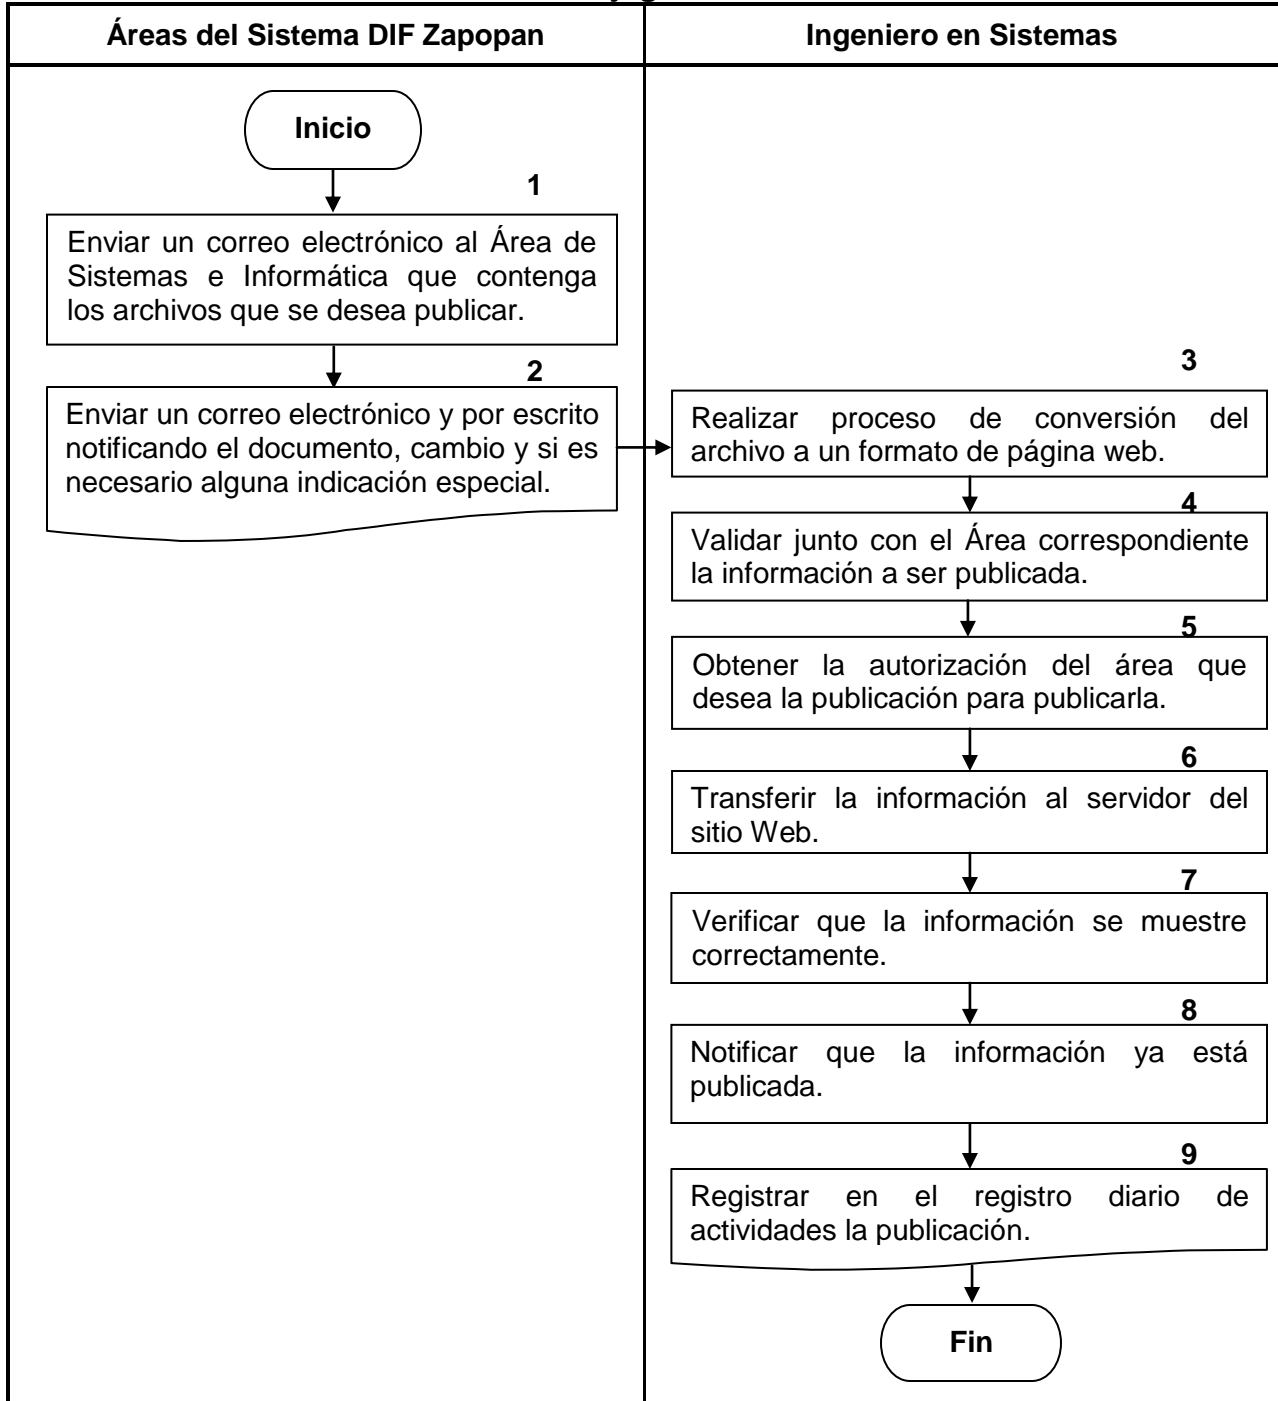 Áreas del Sistema DIF Zapopan
Ingeniero en Sistemas
Inicio
1
Enviar un correo electrónico al Área de
Sistemas e Informática que contenga
los archivos que se desea publicar.
2
Enviar un correo electrónico y por escrito
notificando el documento, cambio y si es
necesario alguna indicación especial.
3
Realizar proceso de conversión del
archivo a un formato de página web.
4
Validar junto con el Área correspondiente
la información a ser publicada.
5
Obtener la autorización del área que
desea la publicación para publicarla.
6
Transferir la información al servidor del
sitio Web.
7
Verificar que la información se muestre
correctamente.
8
Notificar que la información ya está
publicada.
9
Registrar en el registro diario de
actividades la publicación.
Fin